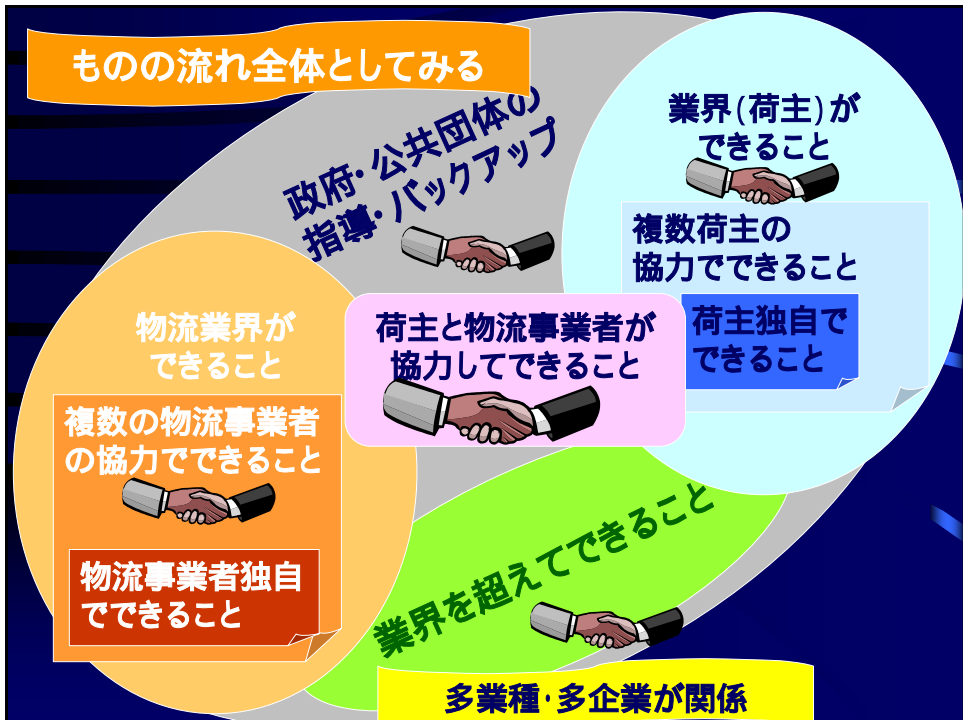 ものの流れ全体としてみる
政府・公共団体の
指導・バックアップ
業界(荷主)が
できること
複数荷主の
協力でできること
荷主独自で
できること
荷主と物流事業者が
協力してできること
物流業界が
できること
複数の物流事業者
の協力でできること
物流事業者独自
でできること
業界を超えてできること
多業種・多企業が関係